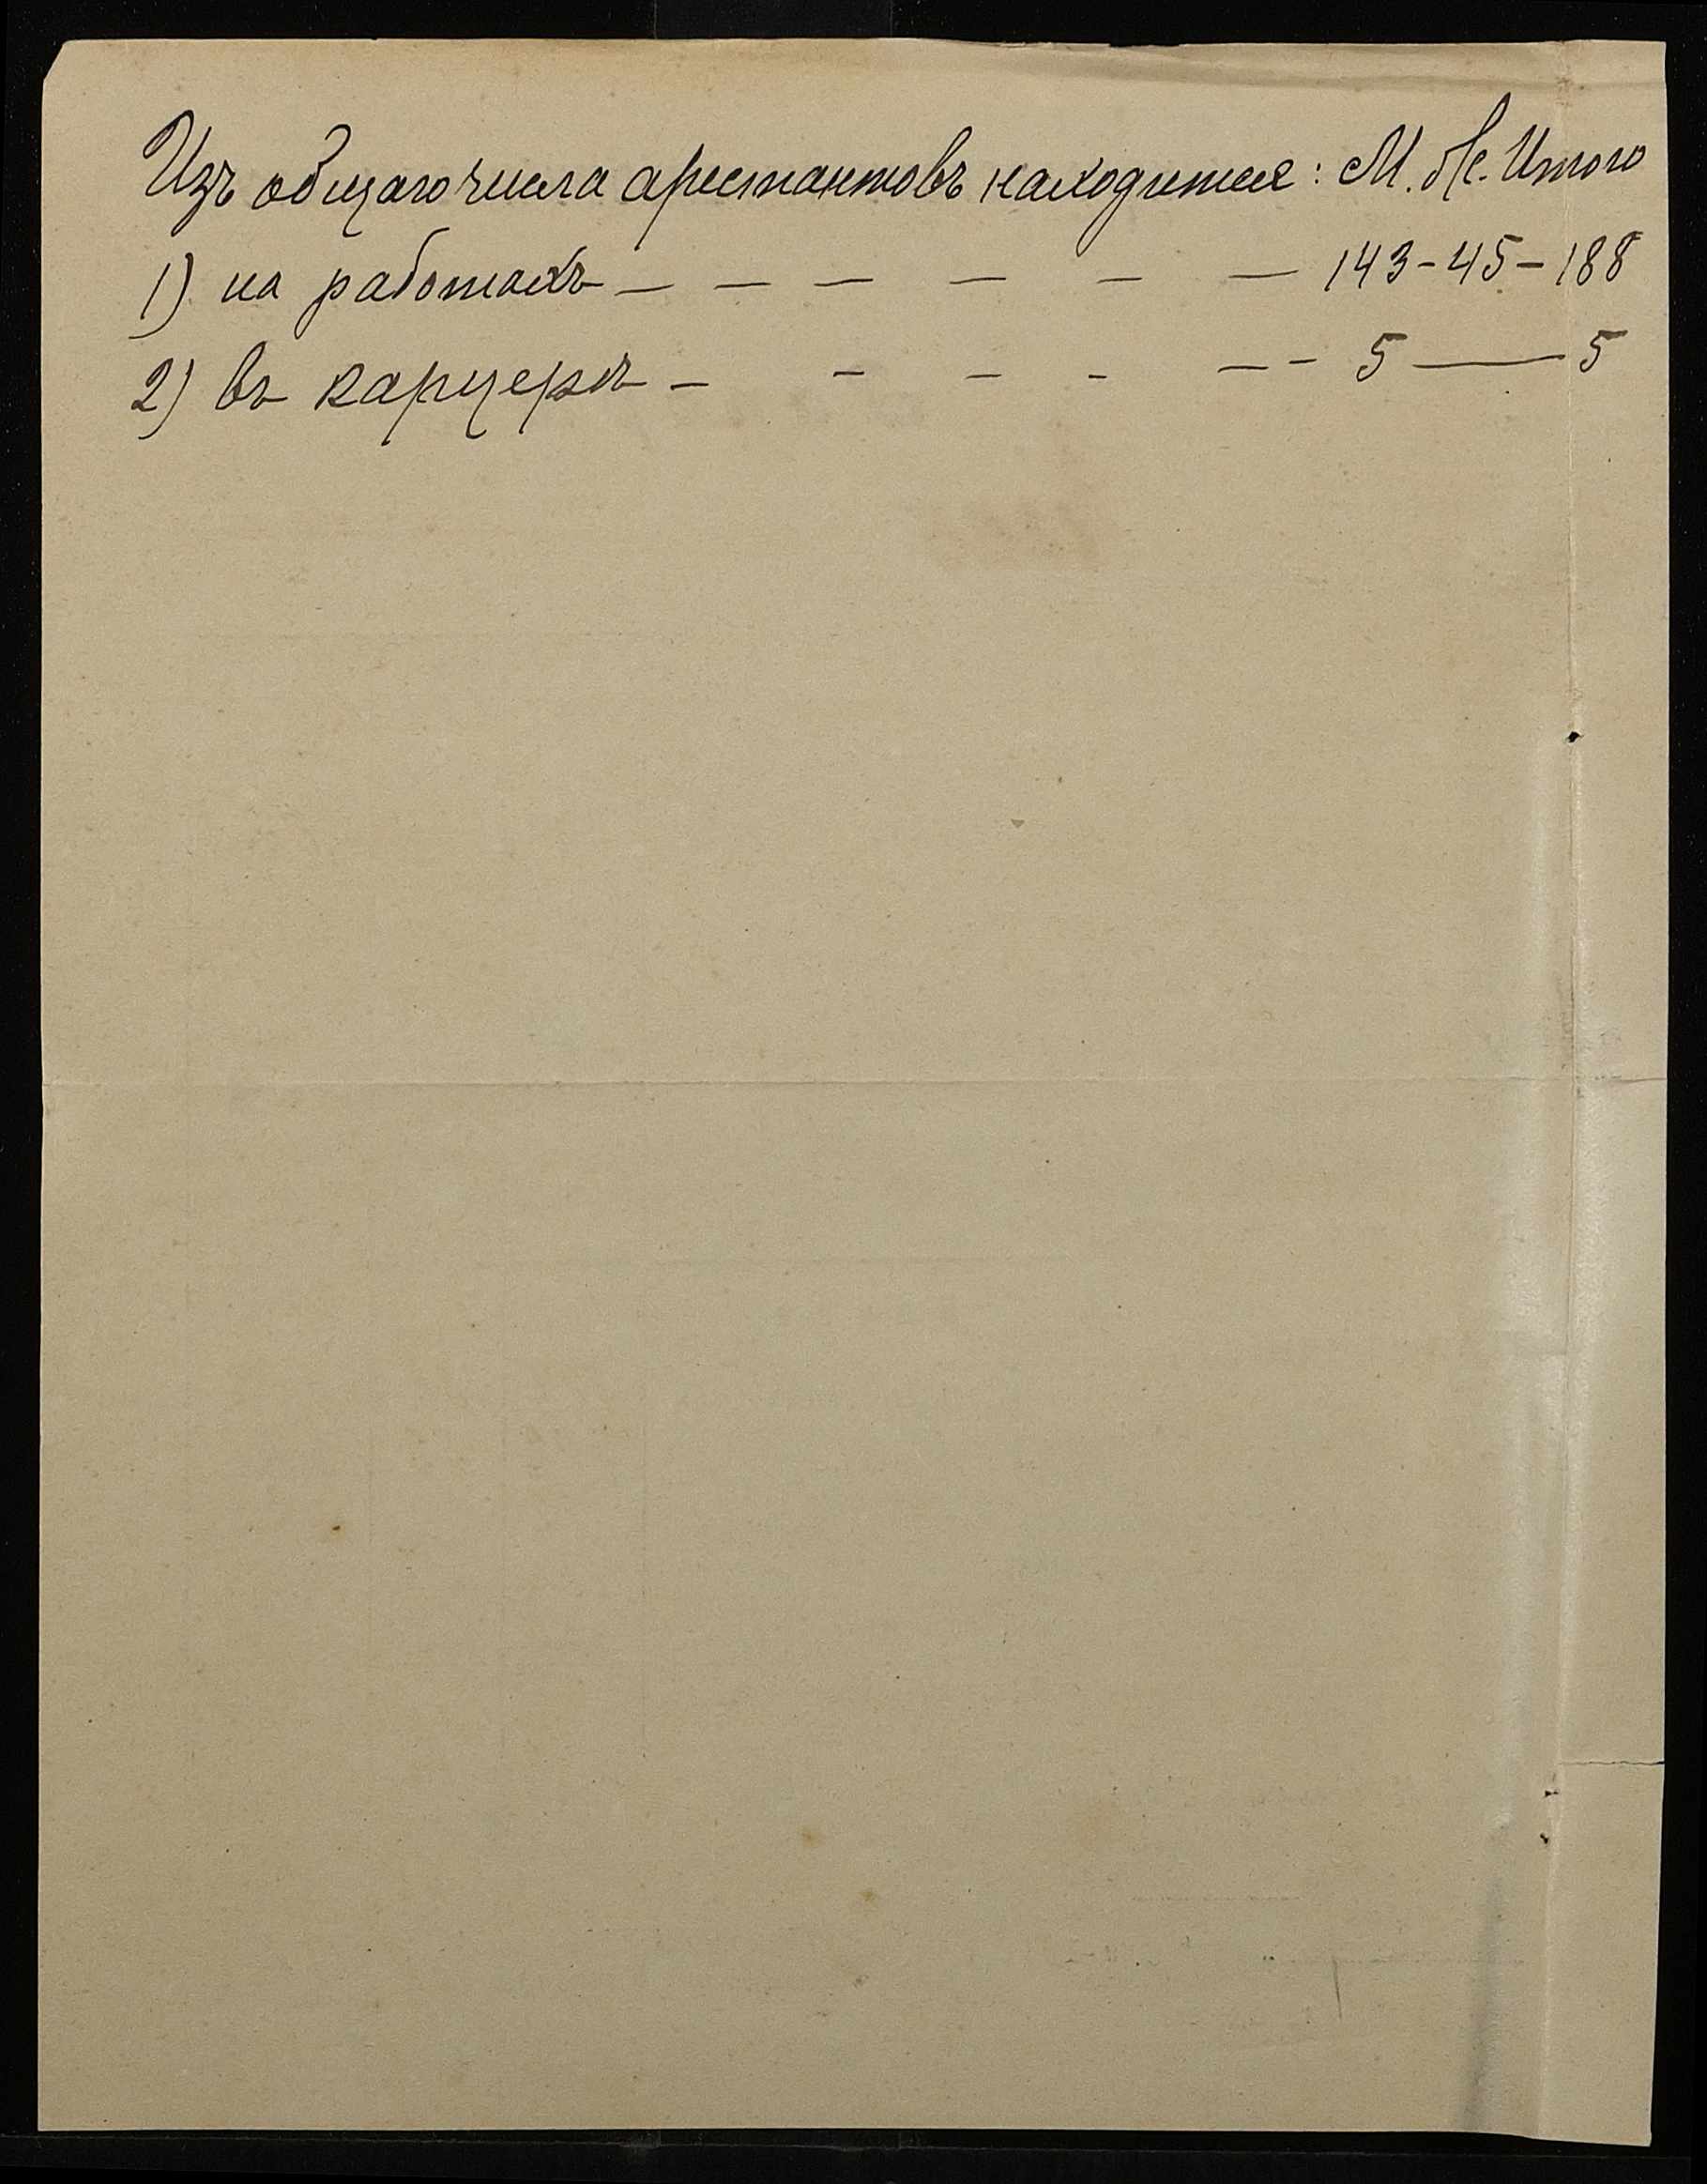 Изъ общаго числа арестантовъ находится: М. Ж. Итого
1) на работахъ — — — — — — 143 - 45 - 188
2) въ карцерѣ - - - - - - 5 — 5